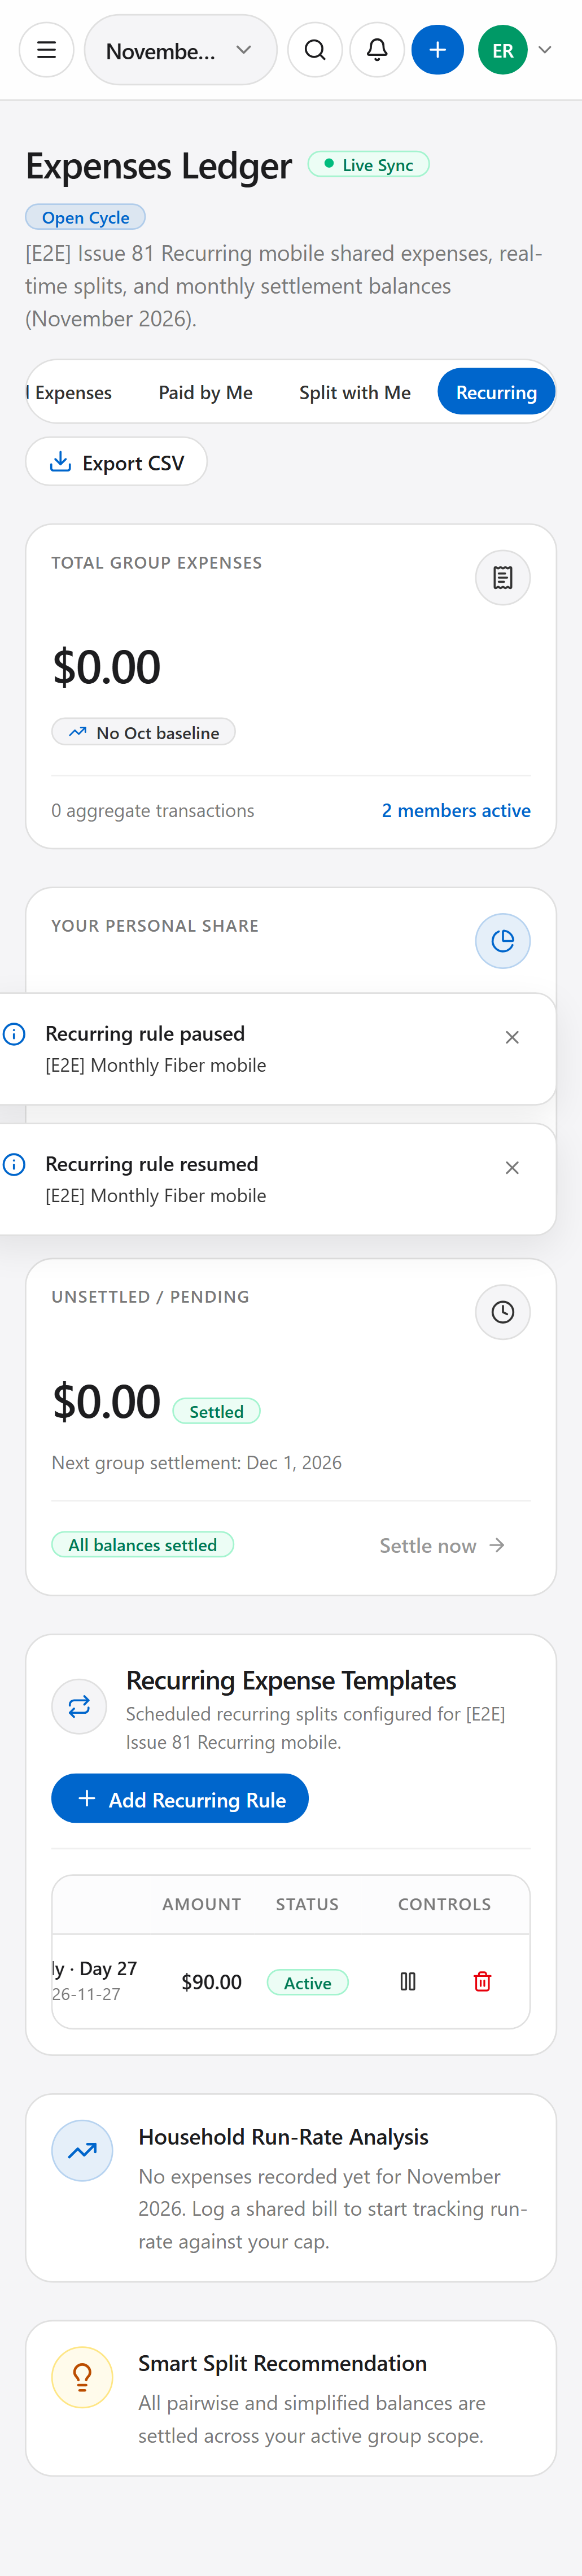 Novembe...
ER
Expenses Ledger
Live Sync
Open Cycle
[E2E] Issue 81 Recurring mobile shared expenses, real-
time splits, and monthly settlement balances
(November 2026).
Expenses
Paid by Me
Split with Me
Recurring
Export CSV
TOTAL GROUP EXPENSES
$0.00
No Oct baseline
0 aggregate transactions
2 members active
YOUR PERSONAL SHARE
Recurring rule paused
[E2E] Monthly Fiber mobile
Recurring rule resumed
[E2E] Monthly Fiber mobile
UNSETTLED / PENDING
$0.00
Settled
Next group settlement: Dec 1, 2026
All balances settled
Settle now
Recurring Expense Templates
Scheduled recurring splits configured for [E2E]
Issue 81 Recurring mobile.
Add Recurring Rule
AMOUNT
STATUS
CONTROLS
ly · Day 27
$90.00
Active
26-11-27
Household Run-Rate Analysis
No expenses recorded yet for November
2026. Log a shared bill to start tracking run-
rate against your cap.
Smart Split Recommendation
All pairwise and simplified balances are
settled across your active group scope.